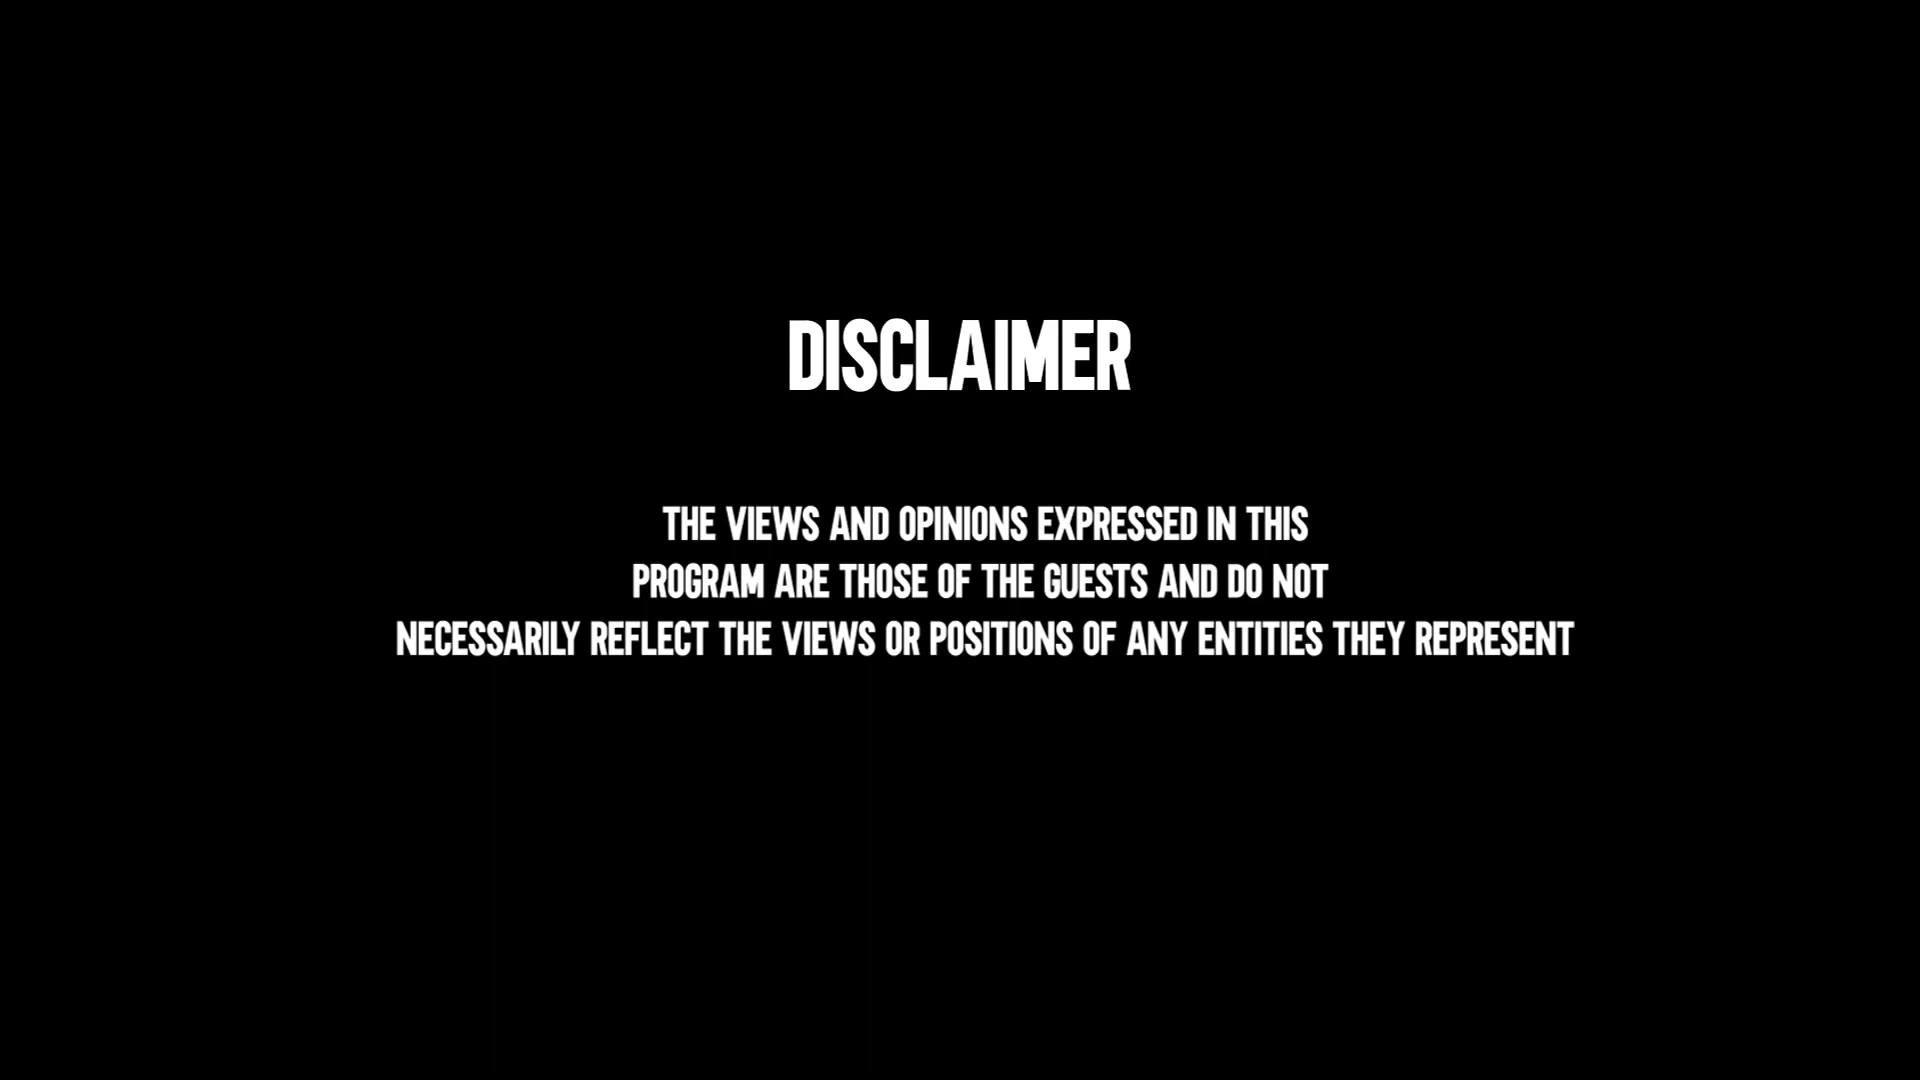 DISCLAIMER
THE VIEWS AND OPINIONS EXPRESSED IN THIS
PROGRAM ARE THOSE OF THE GUESTS AND DO NOT
NECESSARILY REFLECT THE VIEWS OR POSITIONS OF ANY ENTITIES THEY REPRESENT